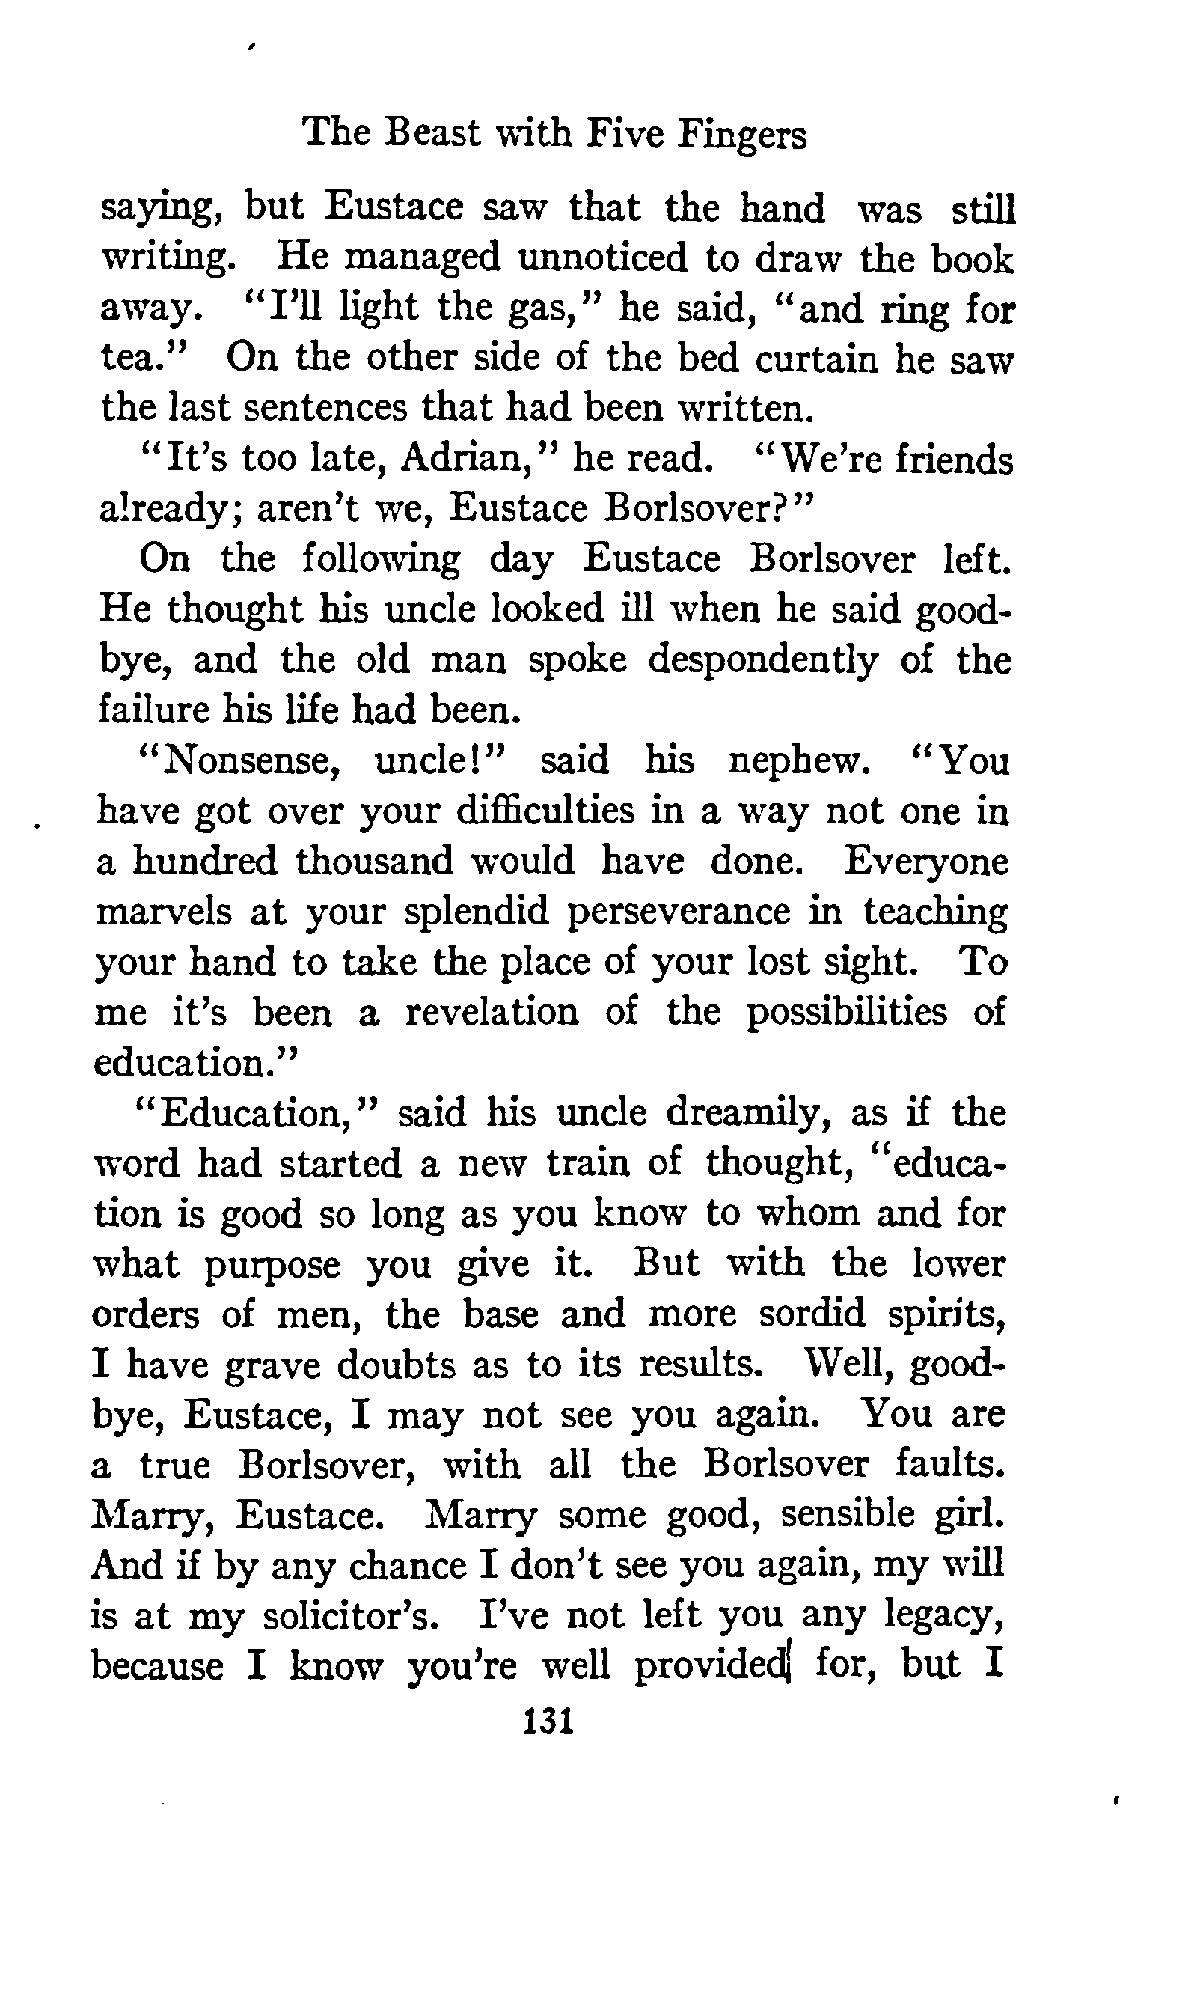 The Beast with Five Fingers
saying, but Eustace saw that the hand was still
writing. He managed unnoticed to draw the book
away. "I'll light the gas," he said, "and ring for
tea." On the other side of the bed curtain he saw
the last sentences that had been written.
"It's too late, Adrian," he read. "We're friends
already; aren't we, Eustace Borlsover?"
On the following day Eustace Borlsover left.
He thought his uncle looked ill when he said good-
bye, and the old man spoke despondently of the
failure his life had been.
"Nonsense, uncle!" said his nephew. "You
have got over your difficulties in a way not one in
a hundred thousand would have done. Everyone
marvels at your splendid perseverance in teaching
your hand to take the place of your lost sight. To
me it's been a revelation of the possibilities of
education."
"Education," said his uncle dreamily, as if the
word had started a new train of thought, "educa-
tion is good so long as you know to whom and for
what purpose you give it. But with the lower
orders of men, the base and more sordid spirits,
I have grave doubts as to its results. Well, good-
bye, Eustace, I may not see you again. You are
a true Borlsover, with all the Borlsover faults.
Marry, Eustace. Marry some good, sensible girl.
And if by any chance I don't see you again, my will
is at my solicitor's. I've not left you any legacy,
because I know you're well provided for, but I
131